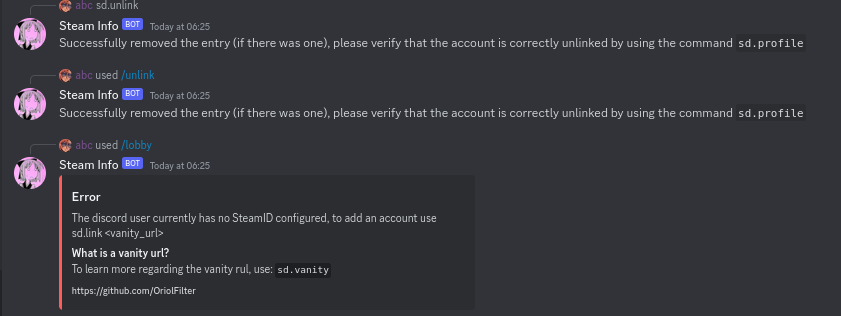 abc sd.unlink
Steam Info BOT Today at 06:25
Successfully removed the entry (if there was one), please verify that the account is correctly unlinked by using the command sd.profile
abc used /unlink
Steam Info BOT Today at 06:25
Successfully removed the entry (if there was one), please verify that the account is correctly unlinked by using the command sd.profile
abc used /lobby
Steam Info BOT Today at 06:25
Error
The discord user currently has no SteamID configured, to add an account use
sd.link <vanity_url>
What is a vanity url?
To learn more regarding the vanity rul, use: sd.vanity
https://github.com/OriolFilter